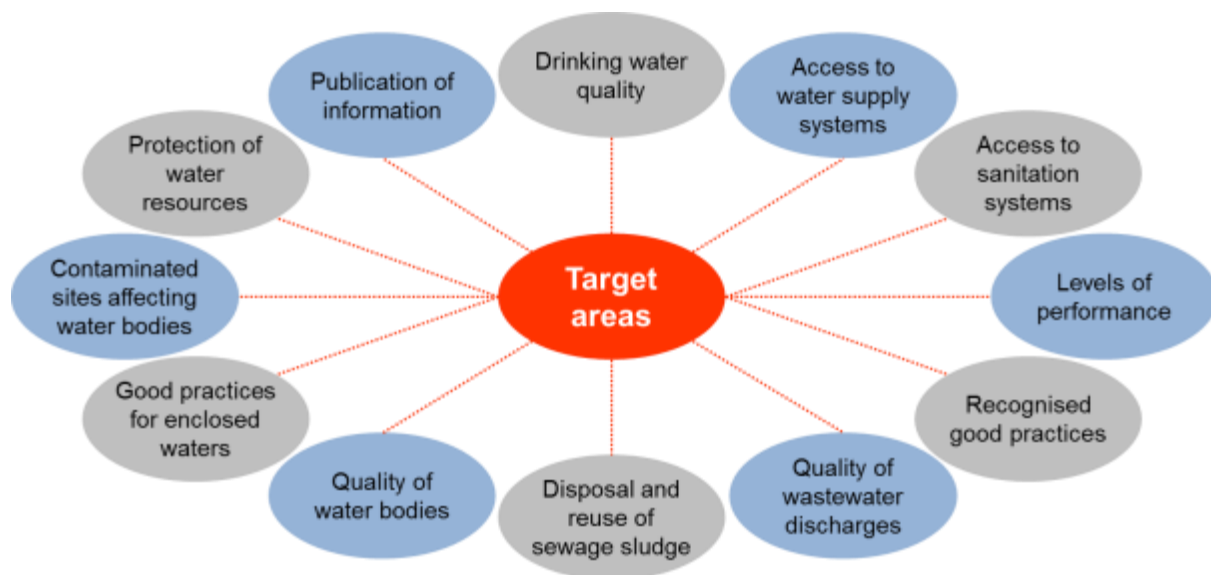 Drinking water
quality
Access to
water supply
systems
Access to
sanitation
systems
Levels of
performance
Recognised
good practices
Quality of
wastewater
discharges
Disposal and
reuse of
sewage sludge
Quality of
water bodies
Good practices
for enclosed
waters
Contaminated
sites affecting
water bodies
Protection of
water
resources
Publication of
information
Target
areas